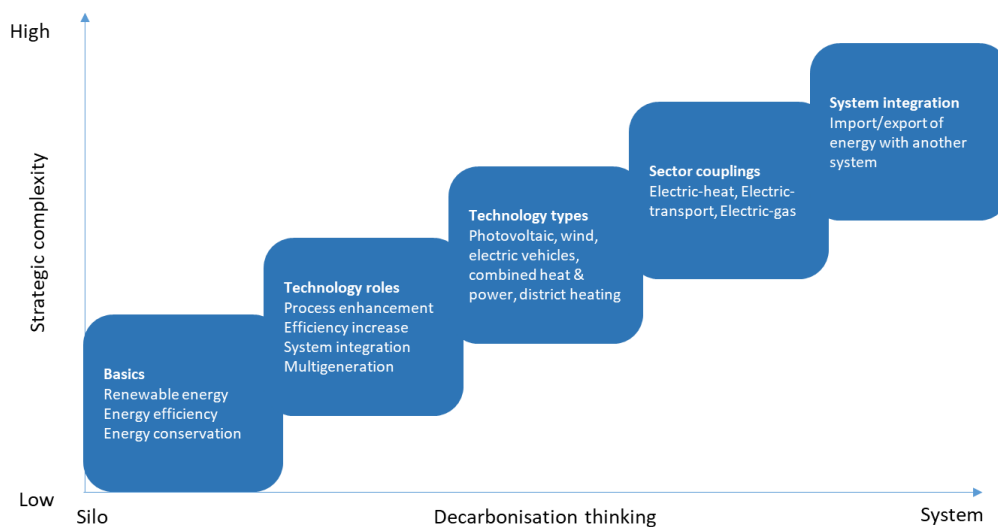 High
System integration
Import/export of
energy with another
system
Sector couplings
Electric-heat, Electric-
transport, Electric-gas
Technology types
Photovoltaic, wind,
electric vehicles,
combined heat &
power, district heating
Technology roles
Process enhancement
Efficiency increase
System integration
Multigeneration
Basics
Renewable energy
Energy efficiency
Energy conservation
Strategic complexity
Low
Silo
Decarbonisation thinking
System